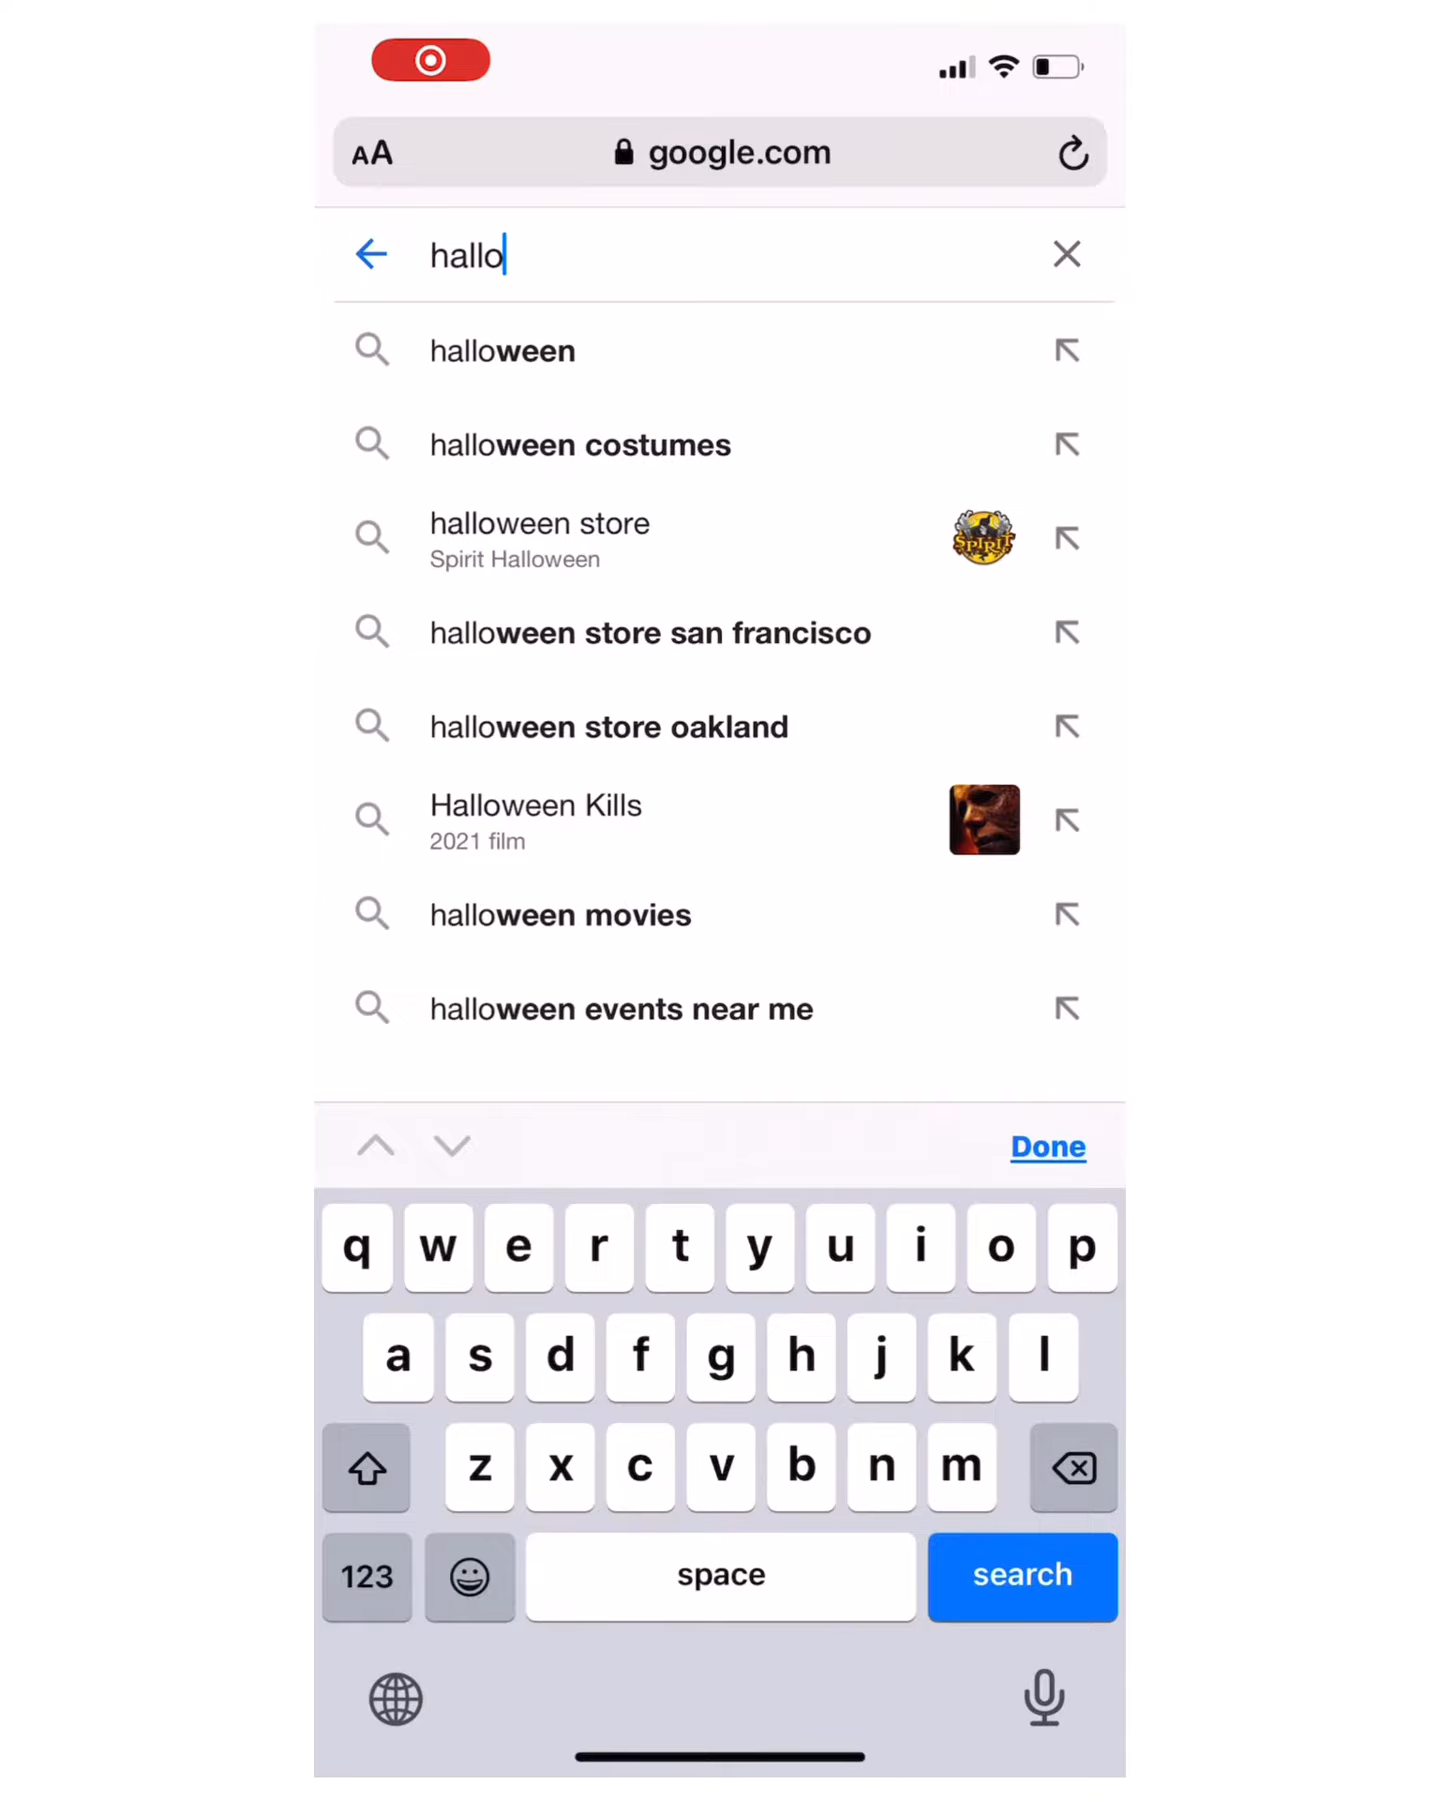 AA google.com
hallo
halloween
halloween costumes
halloween store
Spirit Halloween
SPIRIT
halloween store san francisco
halloween store oakland
Halloween Kills
2021 film
halloween movies
halloween events near me
Done
q w e r t y u i o p
a s d f g h j k l
z x c v b n m
123 space search